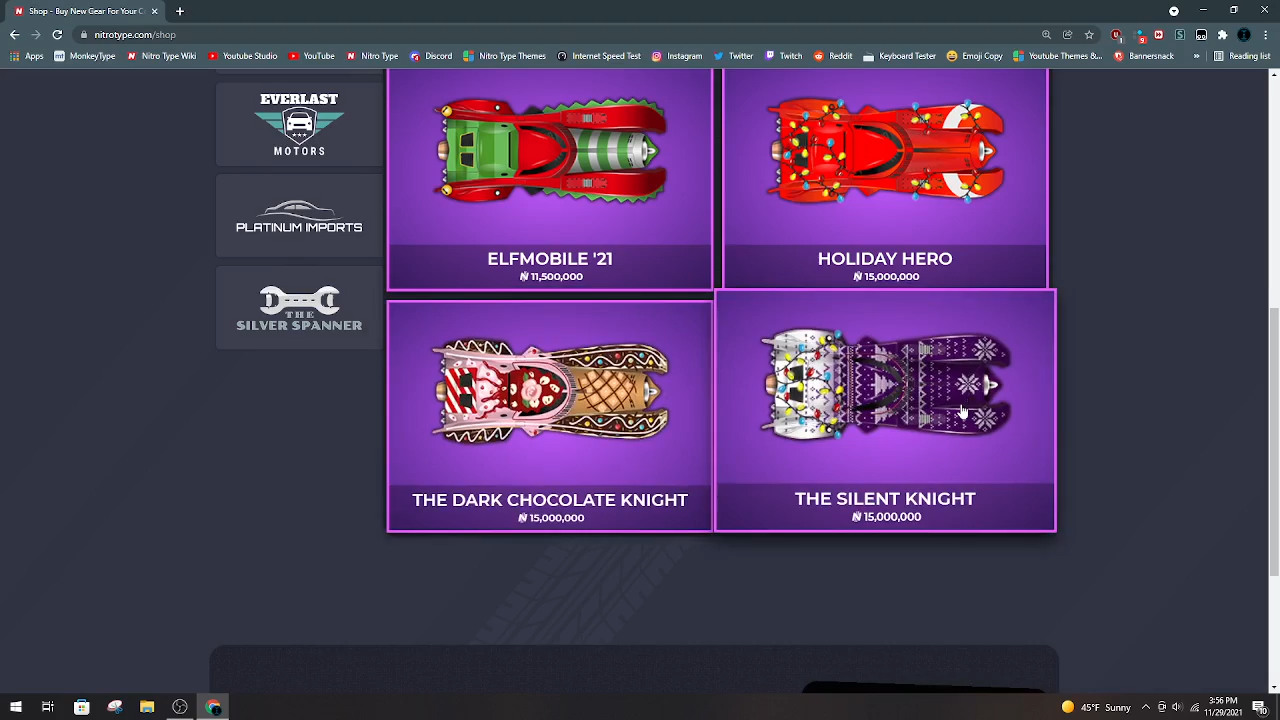 Shop - Buy New Gear For Your C
nitrotype.com/shop
Apps
MonkeyType
Nitro Type Wiki
Youtube Studio
YouTube
Nitro Type
Discord
Nitro Type Themes
Internet Speed Test
Instagram
Twitter
Twitch
Reddit
Keyboard Tester
Emoji Copy
Youtube Themes &...
Bannersnack
»
Reading list
EVERLAST
MOTORS
PLATINUM IMPORTS
THE
SILVER SPANNER
ELFMOBILE '21
11,500,000
HOLIDAY HERO
15,000,000
THE DARK CHOCOLATE KNIGHT
15,000,000
THE SILENT KNIGHT
15,000,000
45°F Sunny
3:56 PM
11/29/2021